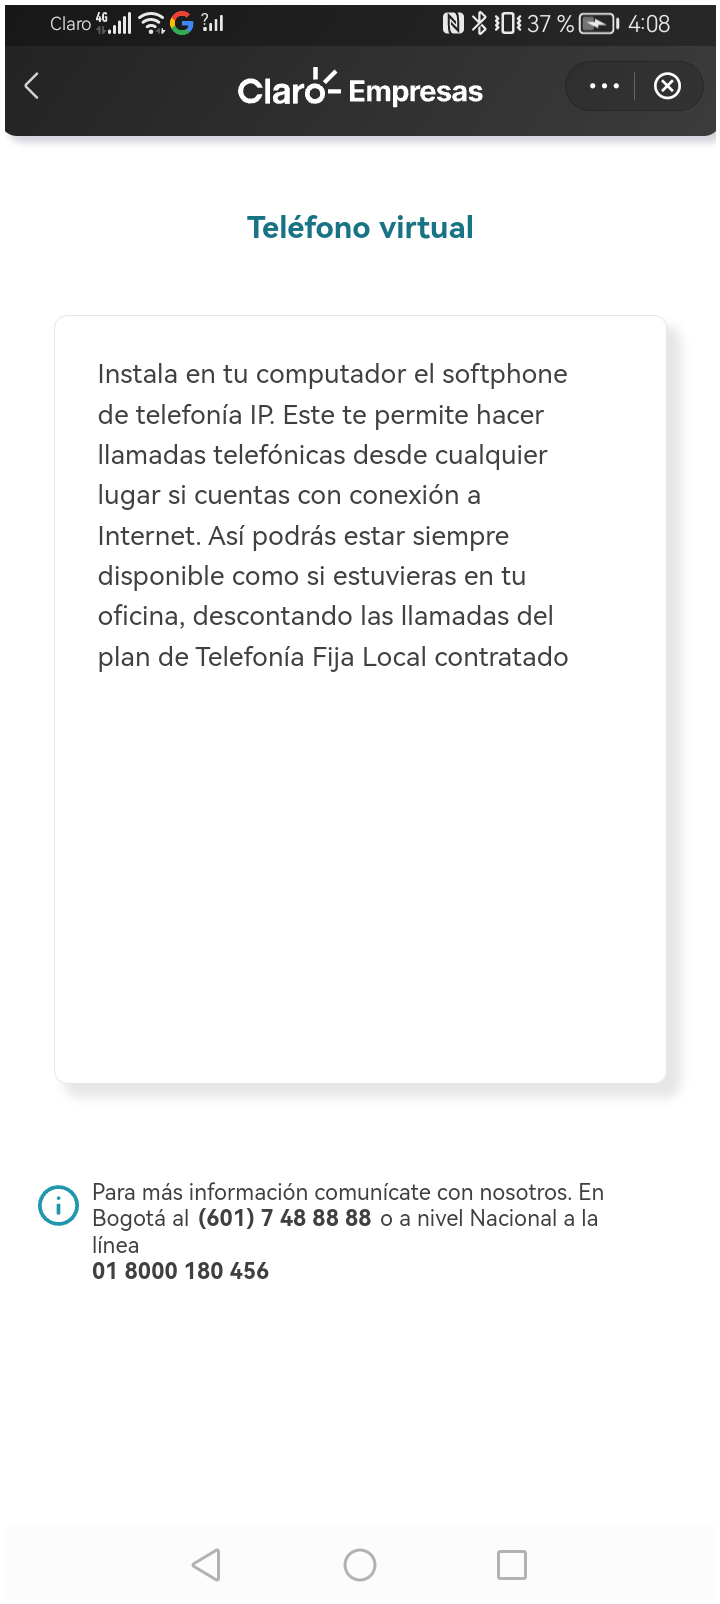 Claro 4G ? 37 % 4:08
Claro- Empresas
Teléfono virtual
Instala en tu computador el softphone
de telefonía IP. Este te permite hacer
llamadas telefónicas desde cualquier
lugar si cuentas con conexión a
Internet. Así podrás estar siempre
disponible como si estuvieras en tu
oficina, descontando las llamadas del
plan de Telefonía Fija Local contratado
Para más información comunícate con nosotros. En
Bogotá al (601) 7 48 88 88 o a nivel Nacional a la
línea
01 8000 180 456